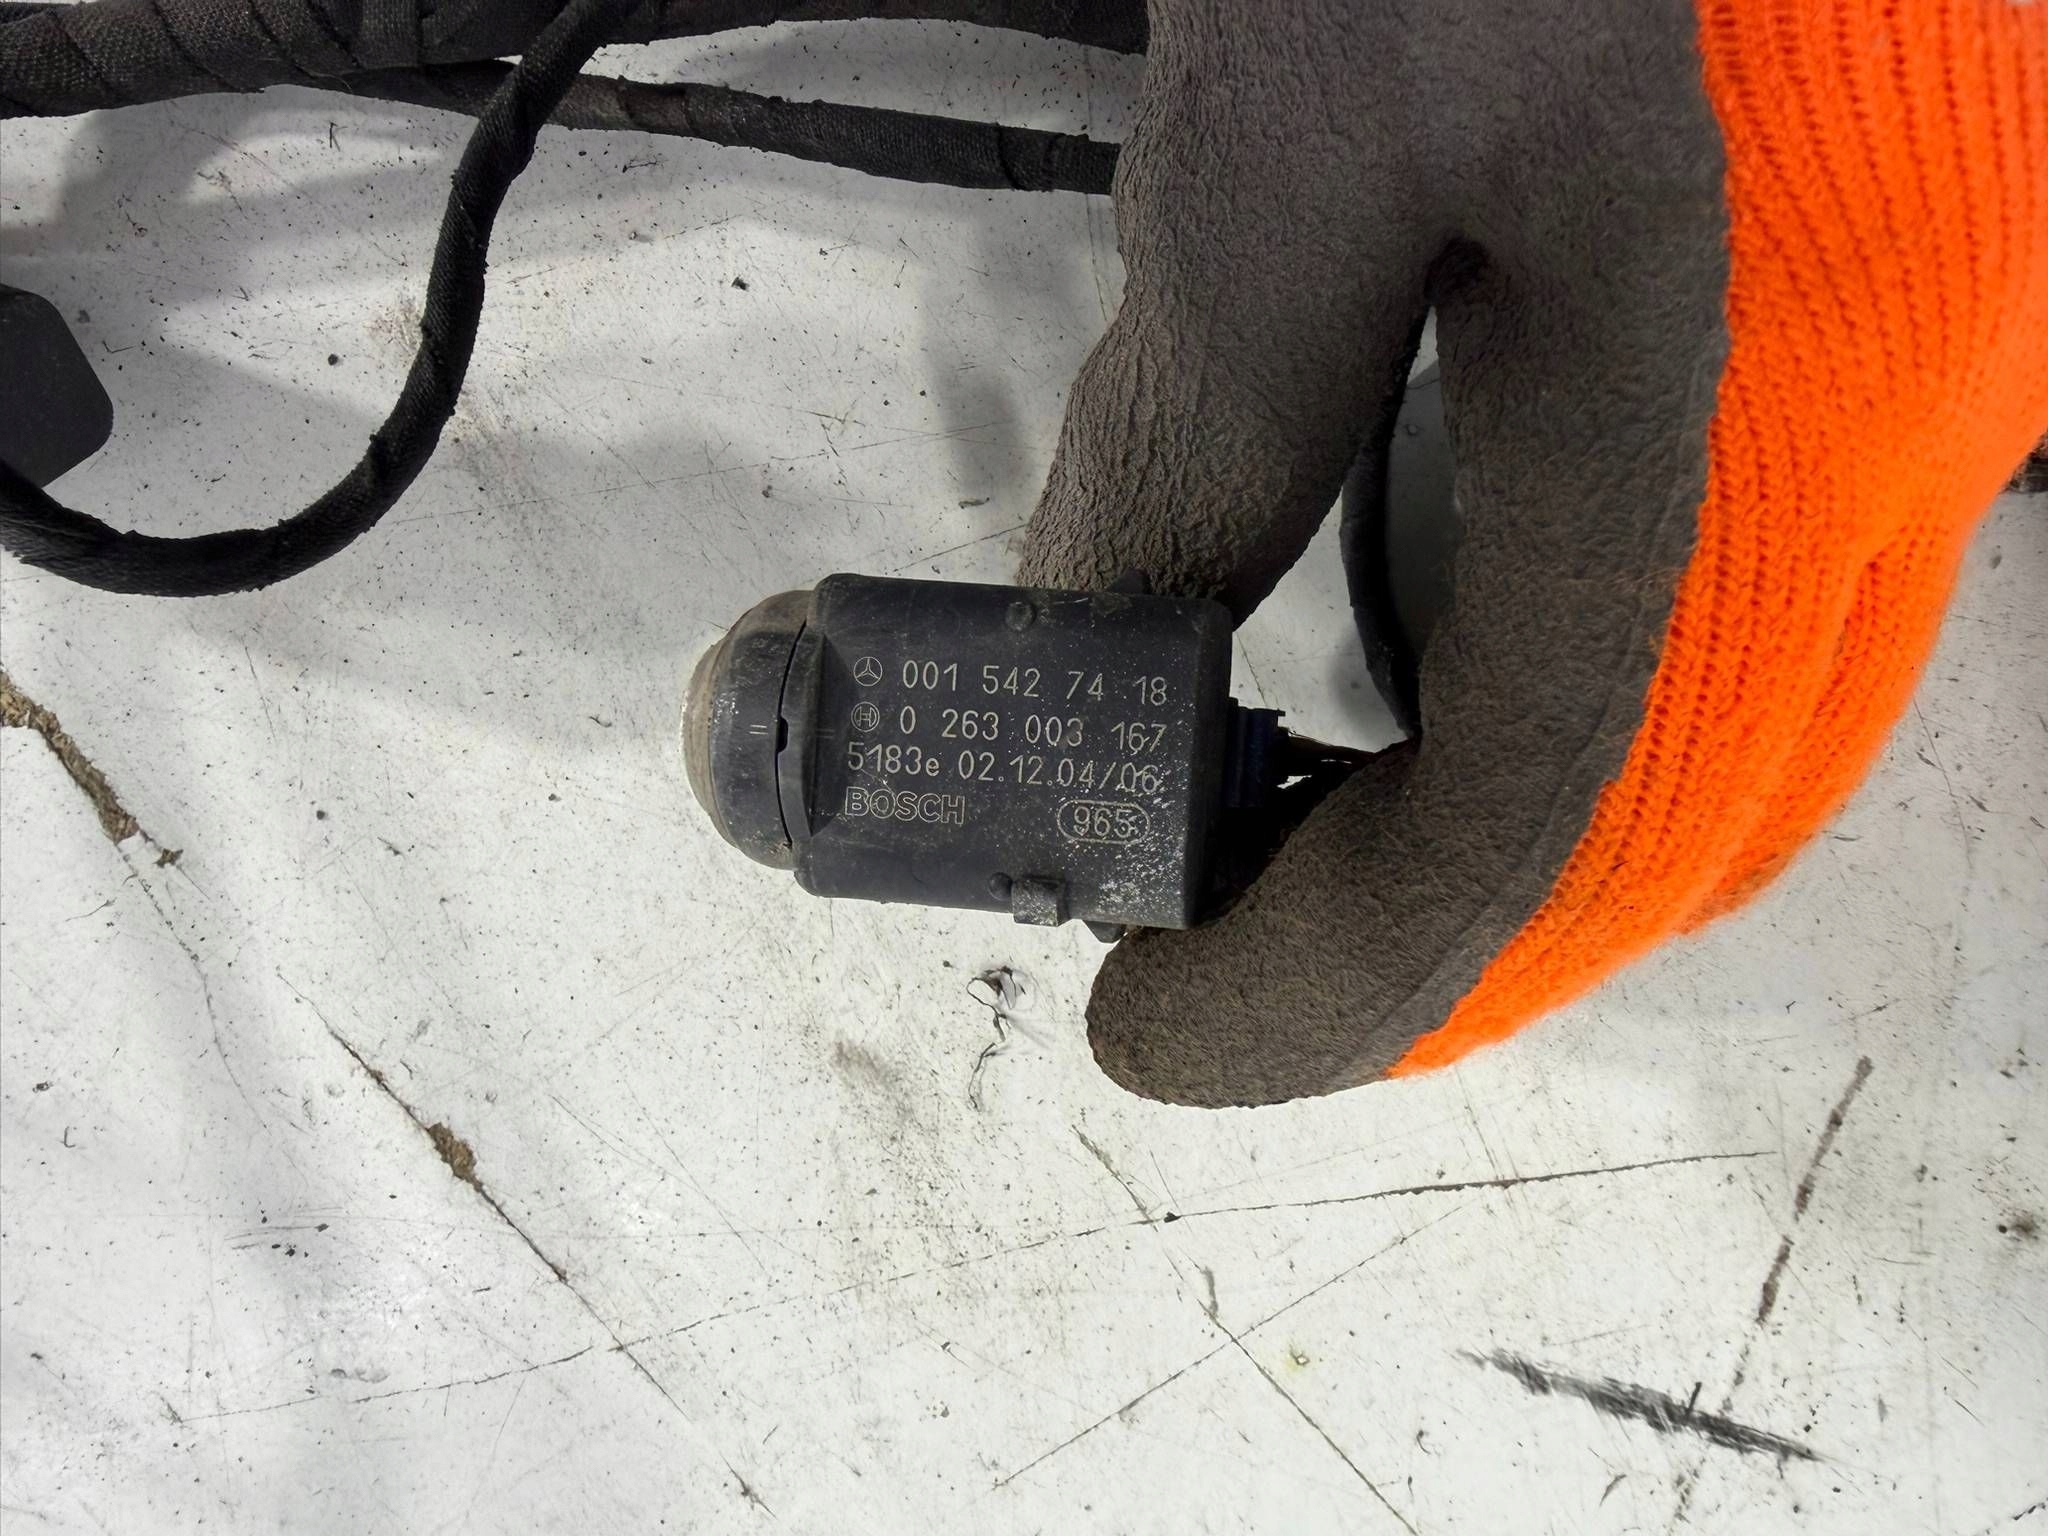 001 542 74 18
0 263 003 167
5183e 02.12.04/06
BOSCH 965